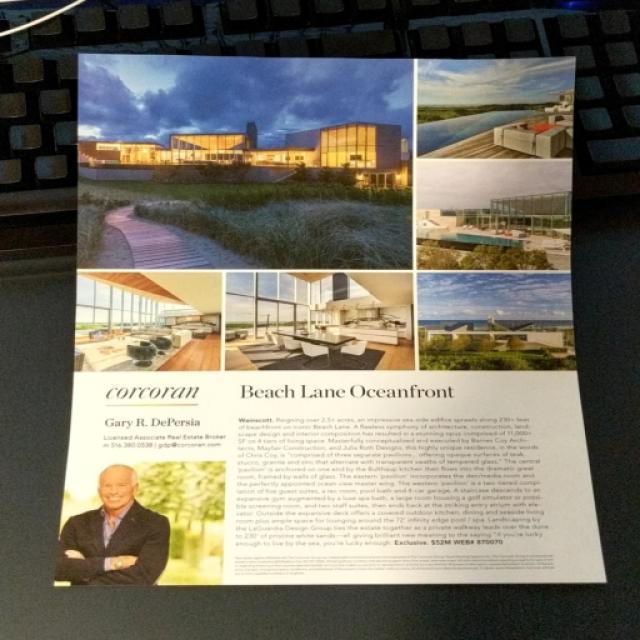 corcoran
Beach Lane Oceanfront
Gary R. DePersia
Licensed Associate Real Estate Broker
m 516.380.0538 | gdp@corcoran.com
Wainscott. Reigning over 2.5+ acres, an impressive sea side edifice sprawls along 230+ feet
of beachfront on iconic Beach Lane. A flawless symphony of architecture, construction, land-
scape design and interior composition has resulted in a stunning opus comprised of 11,000+
SF on 4 tiers of living space. Masterfully conceptualized and executed by Barnes Coy Archi-
tects, Mayfair Construction, and Julia Roth Designs, this highly unique residence, in the words
of Chris Coy, is "comprised of three separate pavilions, offering opaque surfaces of teak,
stucco, granite and zinc that alternate with transparent swaths of tempered glass." The central
'pavilion' is anchored on one end by the Bulthaup kitchen then flows into the dramatic great
room, framed by walls of glass. The eastern 'pavilion' incorporates the den/media room and
the perfectly appointed ocean view master wing. The western 'pavilion' is a two tiered compi-
lation of five guest suites, a rec room, pool bath and 4-car garage. A staircase descends to an
expansive gym augmented by a luxe spa bath, a large room housing a golf simulator or possi-
ble screening room, and two staff suites, then ends back at the striking entry atrium with ele-
vator. Outside the expansive deck offers a covered outdoor kitchen, dining and seaside living
room plus ample space for lounging around the 72' infinity edge pool / spa. Landscaping by
the LaGuardia Design Group ties the estate together as a private walkway leads over the dune
to 230' of pristine white sands—all giving brilliant new meaning to the saying "if you're lucky
enough to live by the sea, you're lucky enough. Exclusive. $52M WEB# 870070